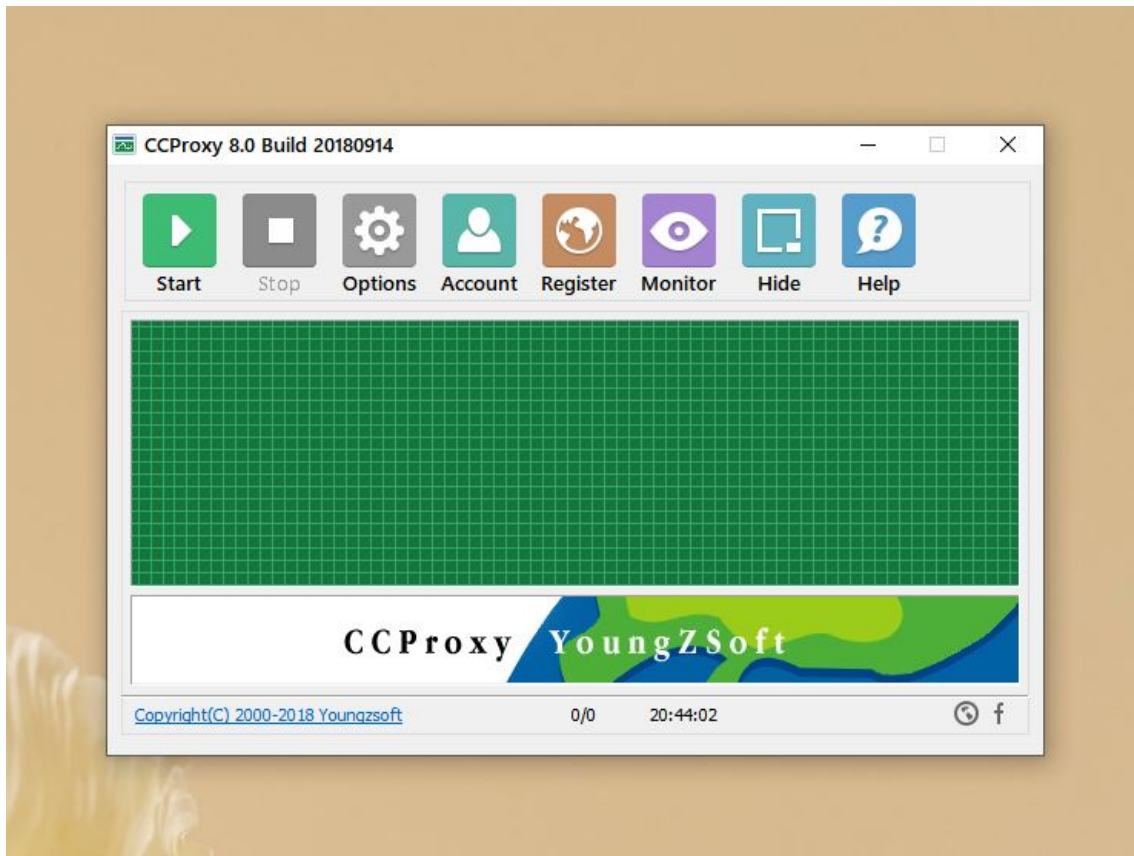 CCProxy 8.0 Build 20180914
Start Stop Options Account Register Monitor Hide Help
CCProxy YoungZSoft
Copyright(C) 2000-2018 Youngzsoft 0/0 20:44:02